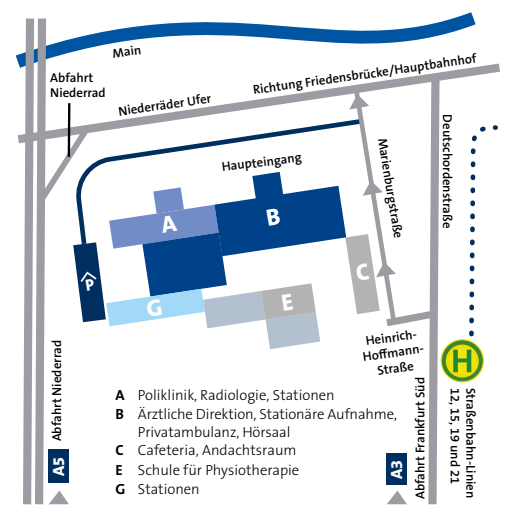 Main
Abfahrt
Niederrad
Niederräder Ufer
Richtung Friedensbrücke/Hauptbahnhof
Haupteingang
Marienburgstraße
Deutschordenstraße
A
B
C
P
G
E
Heinrich-
Hoffmann-
Straße
H
Straßenbahn-Linien
12, 15, 19 und 21
Abfahrt Niederrad
A5
Abfahrt Frankfurt Süd
A3
A Poliklinik, Radiologie, Stationen
B Ärztliche Direktion, Stationäre Aufnahme,
Privatambulanz, Hörsaal
C Cafeteria, Andachtsraum
E Schule für Physiotherapie
G Stationen